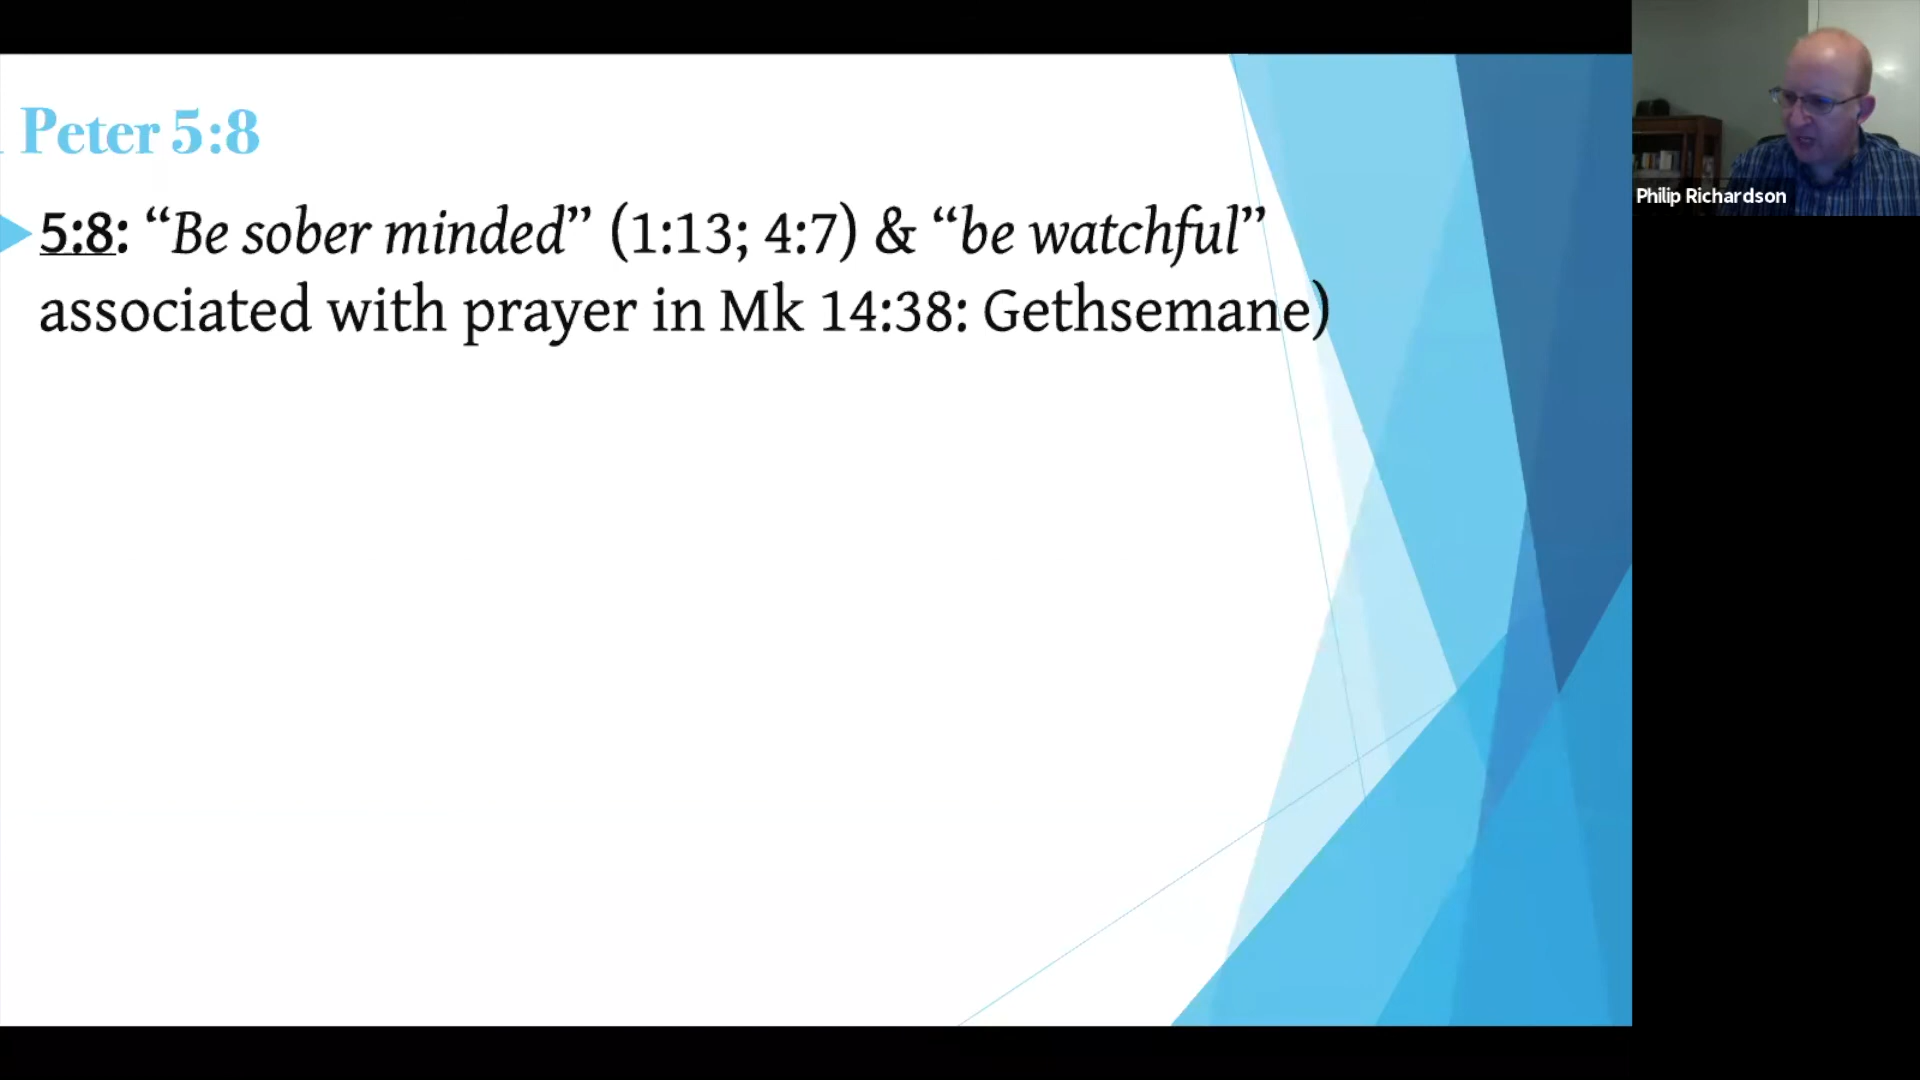 Peter 5:8
5:8: “Be sober minded” (1:13; 4:7) & “be watchful”
associated with prayer in Mk 14:38: Gethsemane)
Philip Richardson